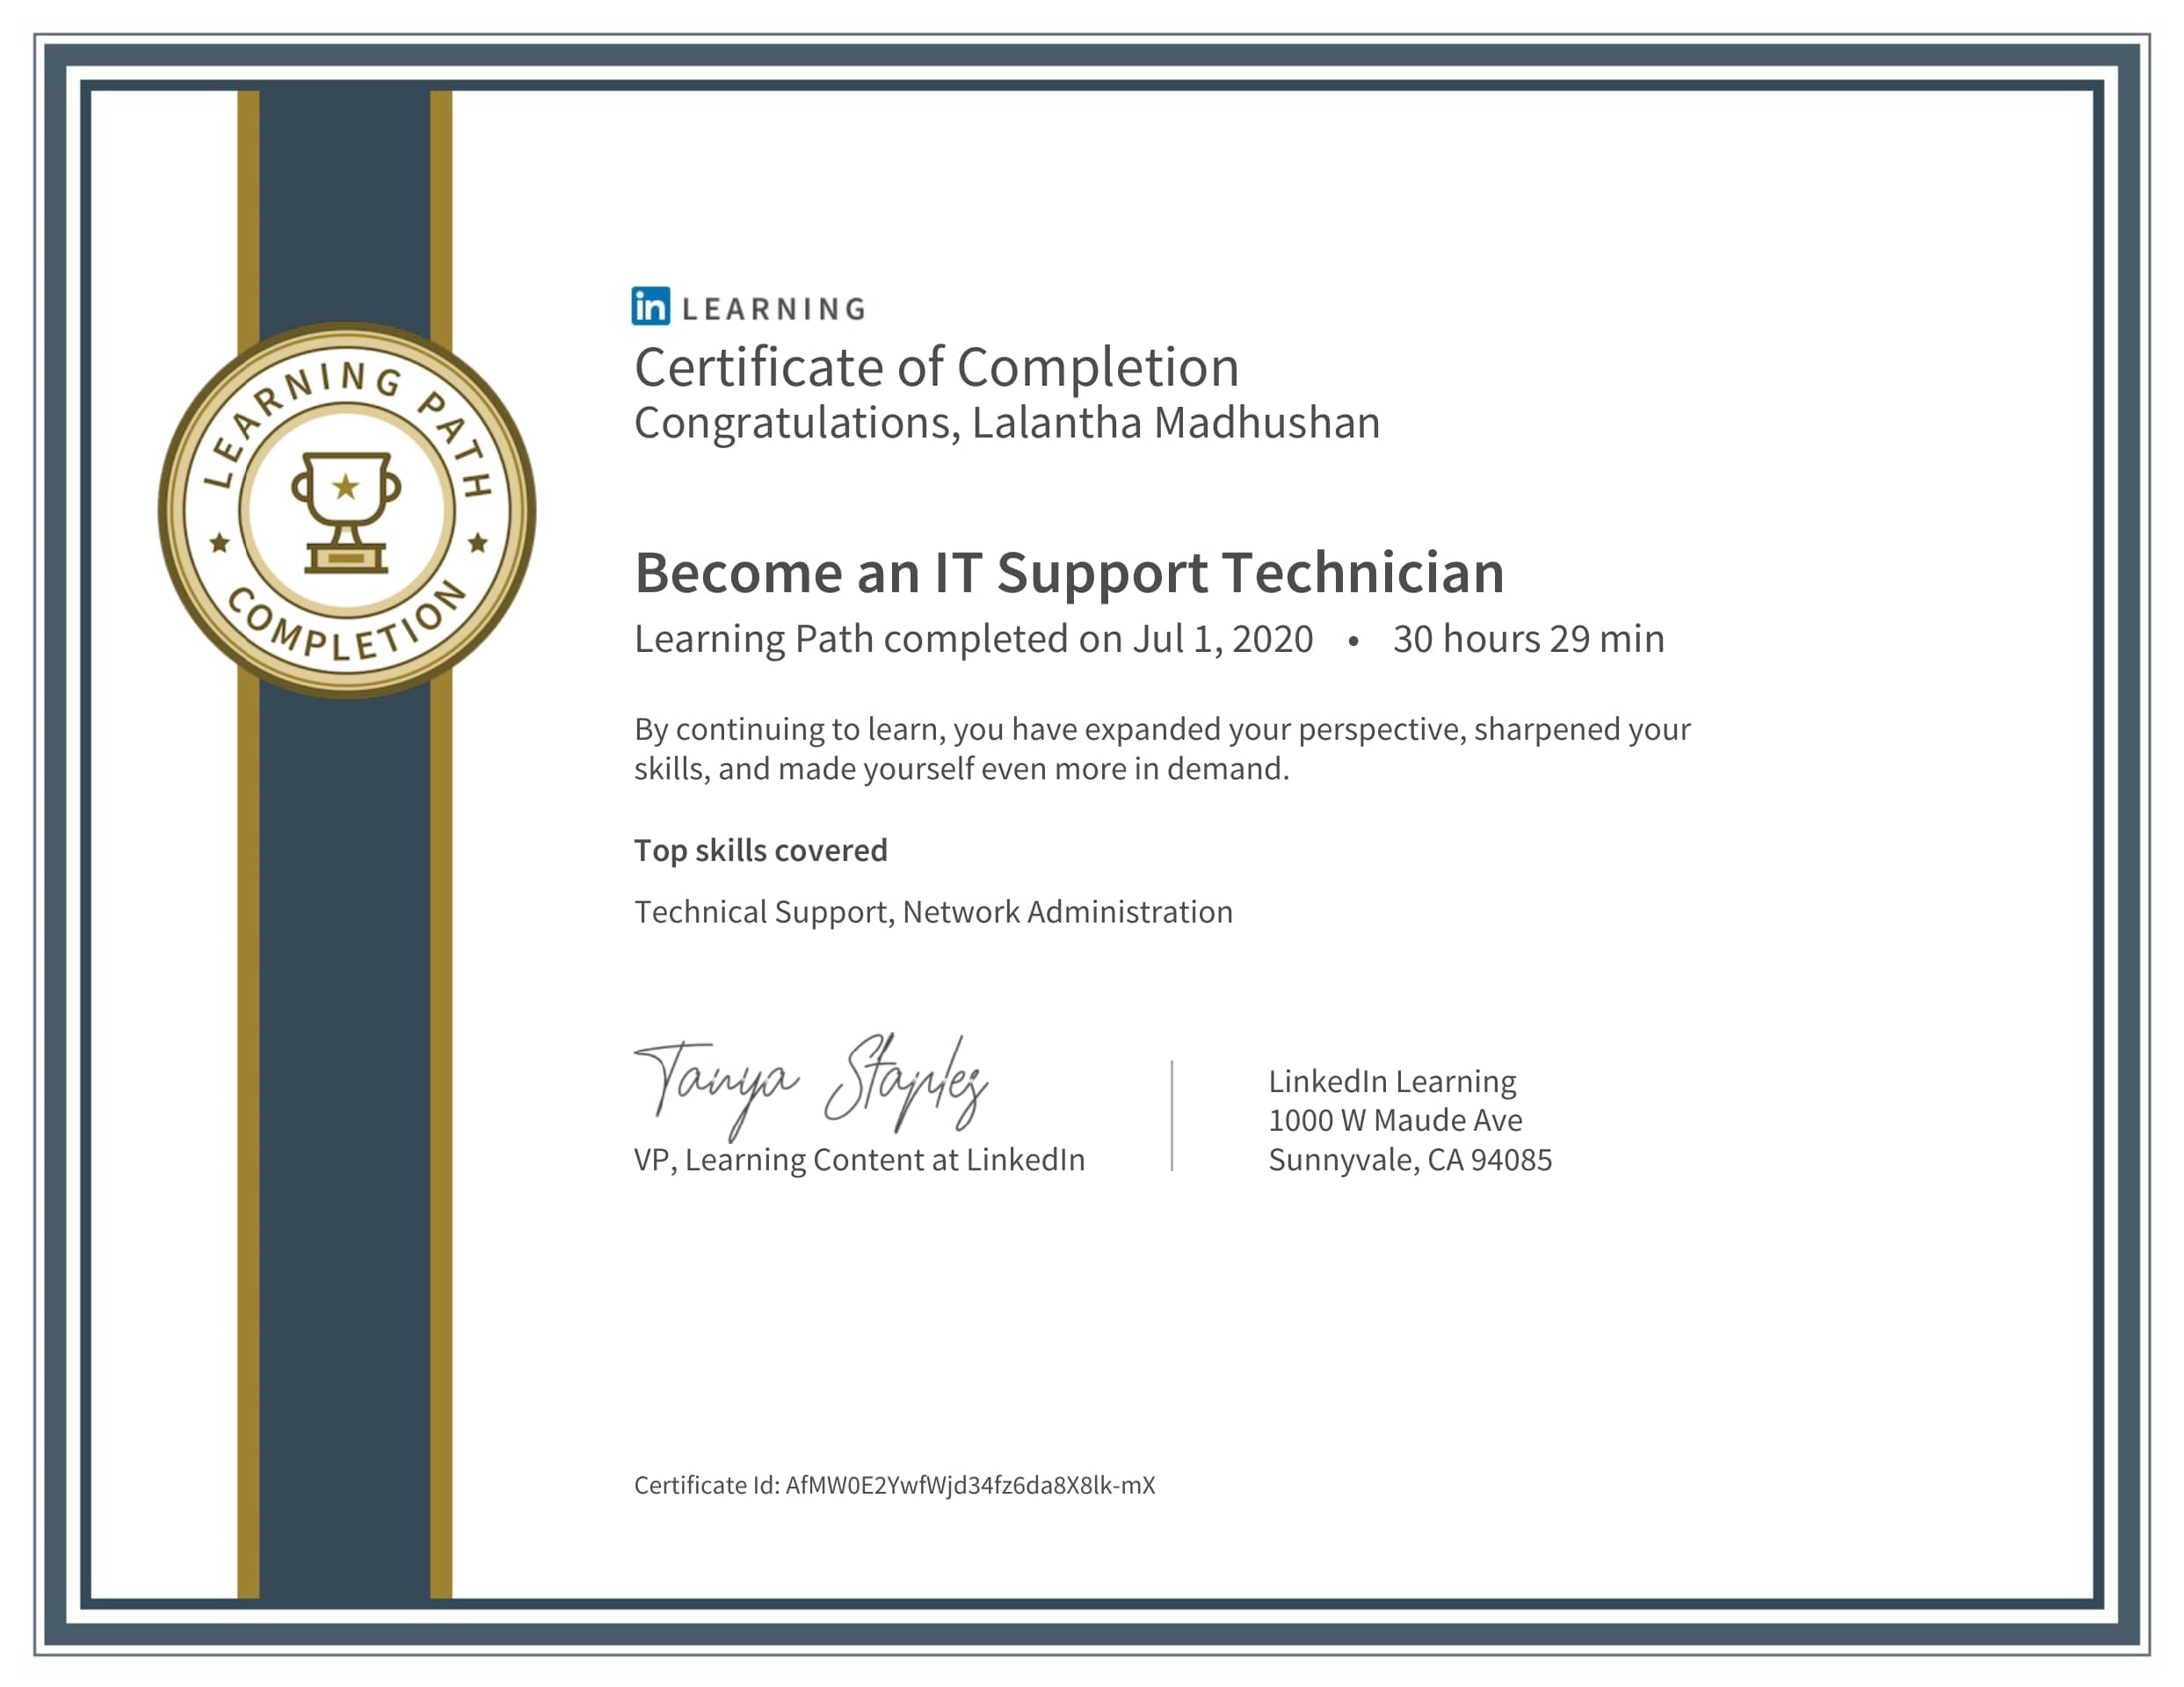 LEARNING PATH
COMPLETION
in LEARNING
Certificate of Completion
Congratulations, Lalantha Madhushan
Become an IT Support Technician
Learning Path completed on Jul 1, 2020 • 30 hours 29 min
By continuing to learn, you have expanded your perspective, sharpened your
skills, and made yourself even more in demand.
Top skills covered
Technical Support, Network Administration
Tanya Staples
VP, Learning Content at LinkedIn
LinkedIn Learning
1000 W Maude Ave
Sunnyvale, CA 94085
Certificate Id: AfMW0E2YwfWjd34fz6da8X8lk-mX